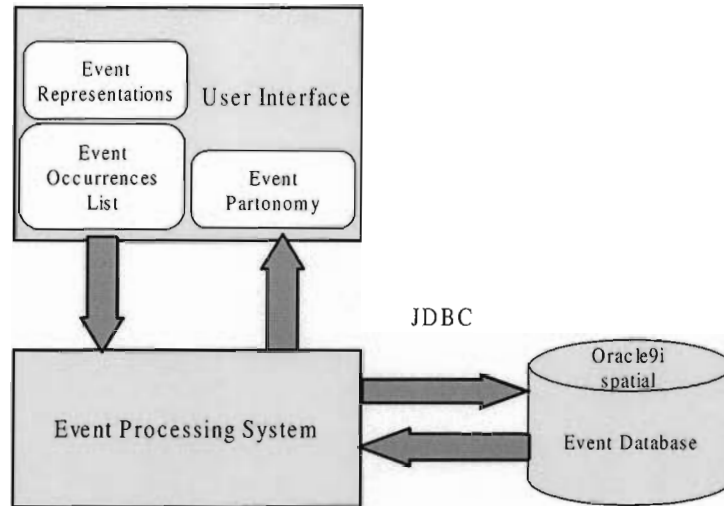 Event
Representations
User Interface
Event
Occurrences
List
Event
Partonomy
JDBC
Oracle9i
spatial
Event Processing System
Event Database